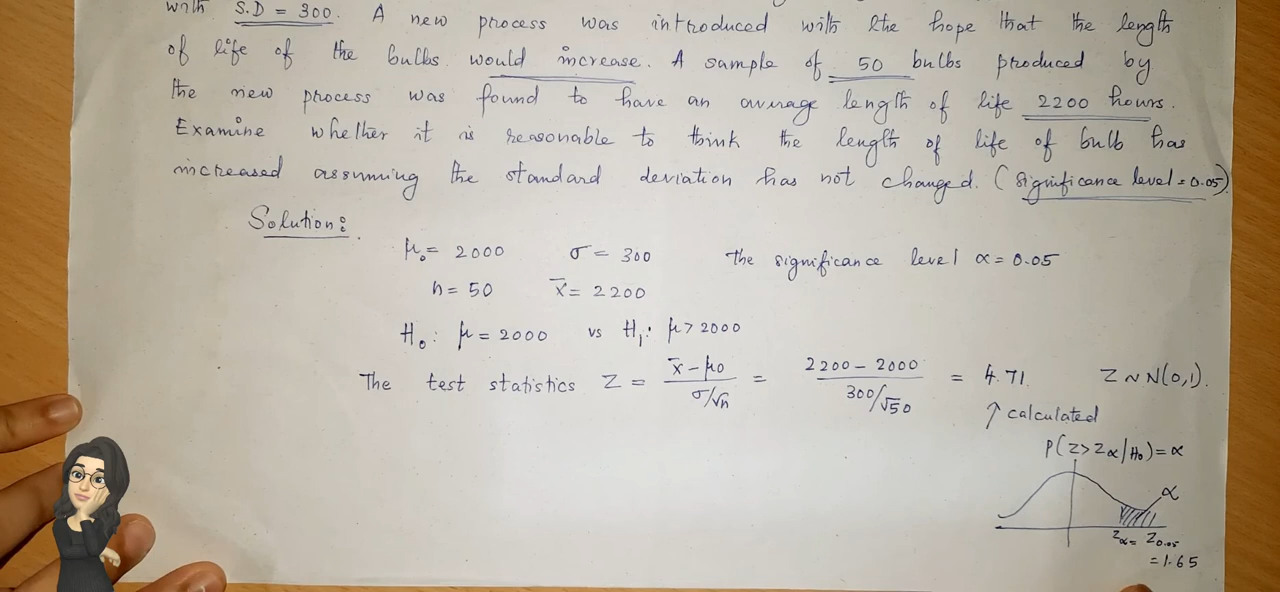 with S.D = 300. A new process was introduced with the hope that the length
of life of the bulbs would increase. A sample of 50 bulbs produced by
the new process was found to have an average length of life 2200 hours.
Examine whether it is reasonable to think the length of life of bulb has
increased assuming the standard deviation has not changed. (significance level = 0.05)
Solution:
μ₀ = 2000 σ = 300 The significance level α = 0.05
n = 50 x̄ = 2200
H₀: μ = 2000 vs H₁: μ > 2000
The test statistics Z = (x̄ - μ₀)/(σ/√n) = (2200 - 2000)/(300/√50) = 4.71 Z ~ N(0,1).
↑ calculated
P(Z > Zα / H₀) = α
α
Zα = Z0.05
= 1.65